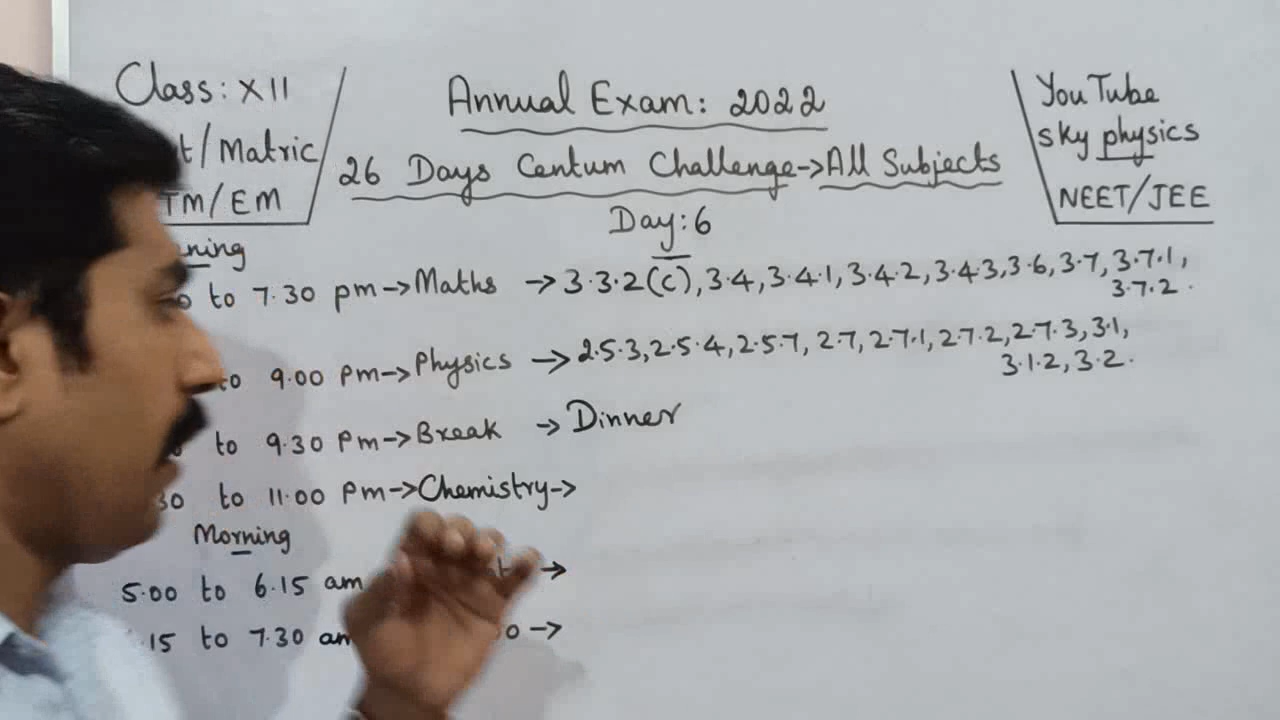 Class: XII
t/Matric
TM/EM
Annual Exam: 2022
26 Days Centum Challenge->All Subjects
Day:6
YouTube
sky physics
NEET/JEE
ning
to 7.30 pm->Maths ->3.3.2(c), 3.4, 3.4.1, 3.4.2, 3.4.3, 3.6, 3.7, 3.7.1,
3.7.2.
to 9.00 pm->Physics ->2.5.3, 2.5.4, 2.5.7, 2.7, 2.7.1, 2.7.2, 2.7.3, 3.1,
3.1.2, 3.2.
to 9.30 pm->Break ->Dinner
30 to 11.00 pm->Chemistry->
Morning
5.00 to 6.15 am ->
15 to 7.30 am ->